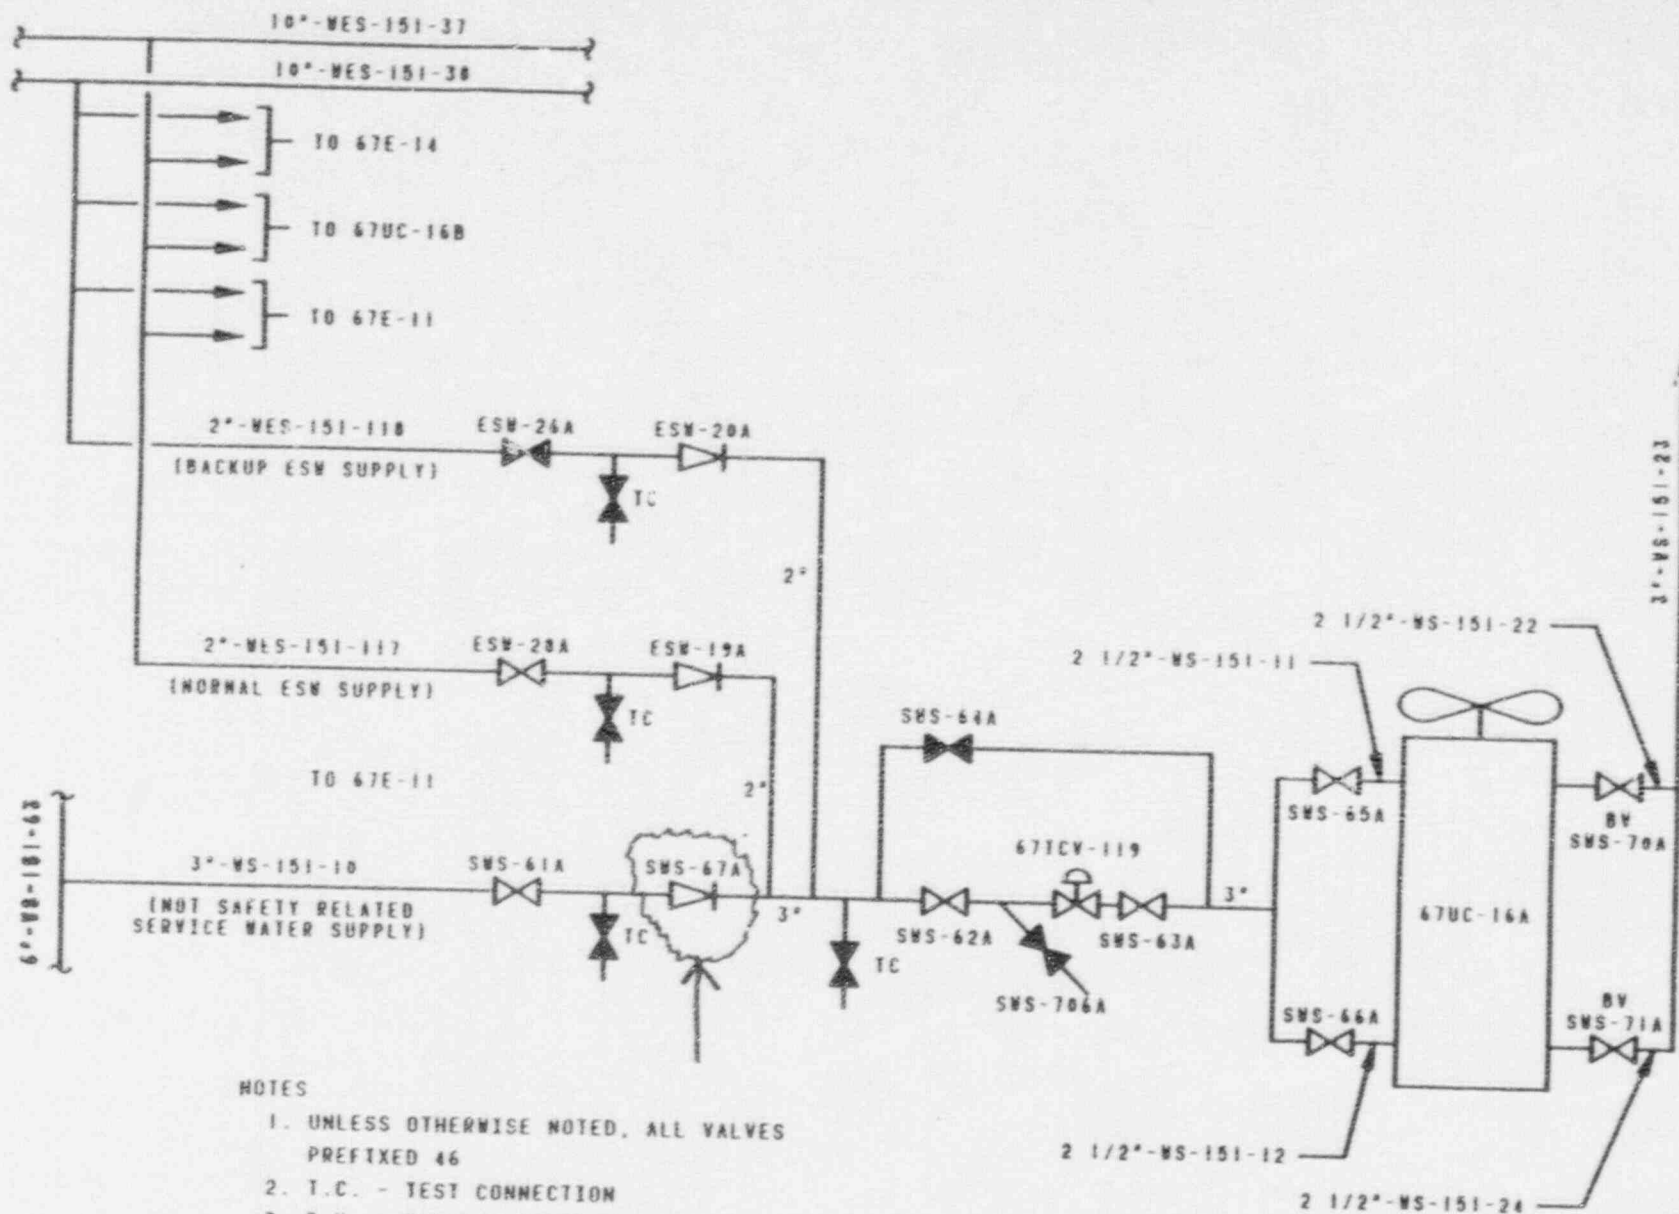 10"-WES-151-37
10"-WES-151-38
TO 67E-14
TO 67UC-16B
TO 67E-11
2"-WES-151-118
ESW-26A
ESW-20A
(BACKUP ESW SUPPLY)
TC
2"
3"-WS-151-23
2"-WES-151-117
ESW-28A
ESW-19A
(NORMAL ESW SUPPLY)
TC
2"
2 1/2"-WS-151-22
2 1/2"-WS-151-11
SWS-64A
TO 67E-11
SWS-65A
BV
SWS-70A
3"-WS-151-10
SWS-61A
SWS-67A
67TCV-119
(NOT SAFETY RELATED
SERVICE WATER SUPPLY)
TC
3"
3"
67UC-16A
SWS-62A
SWS-63A
TC
SWS-706A
SWS-66A
BV
SWS-71A
NOTES
1. UNLESS OTHERWISE NOTED, ALL VALVES
PREFIXED 46
2. T.C. - TEST CONNECTION
2 1/2"-WS-151-12
2 1/2"-WS-151-24